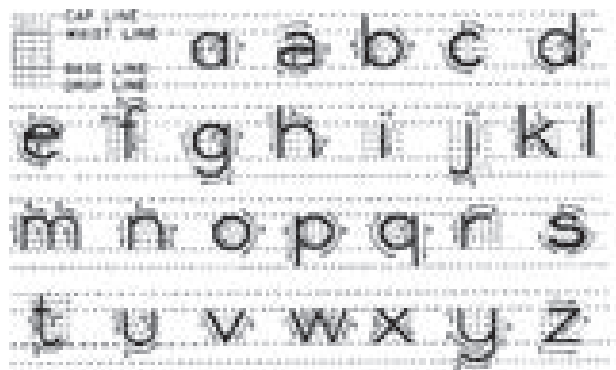 CAP LINE
WAIST LINE
BASE LINE
DROP LINE
a a b c d
e f g h i j k l
m n o p q r s
t u v w x y z